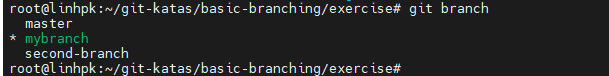 root@linhpk:~/git-katas/basic-branching/exercise# git branch
  master
* mybranch
  second-branch
root@linhpk:~/git-katas/basic-branching/exercise#